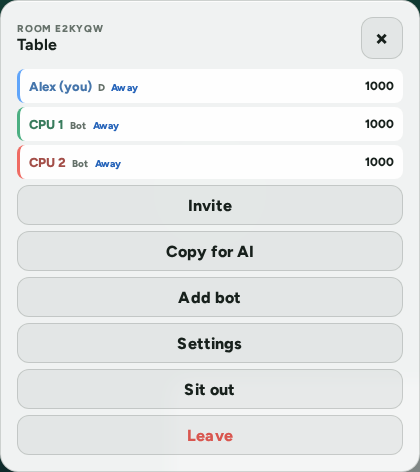 ROOM E2KYQW
Table
×
Alex (you) D Away 1000
CPU 1 Bot Away 1000
CPU 2 Bot Away 1000
Invite
Copy for AI
Add bot
Settings
Sit out
Leave